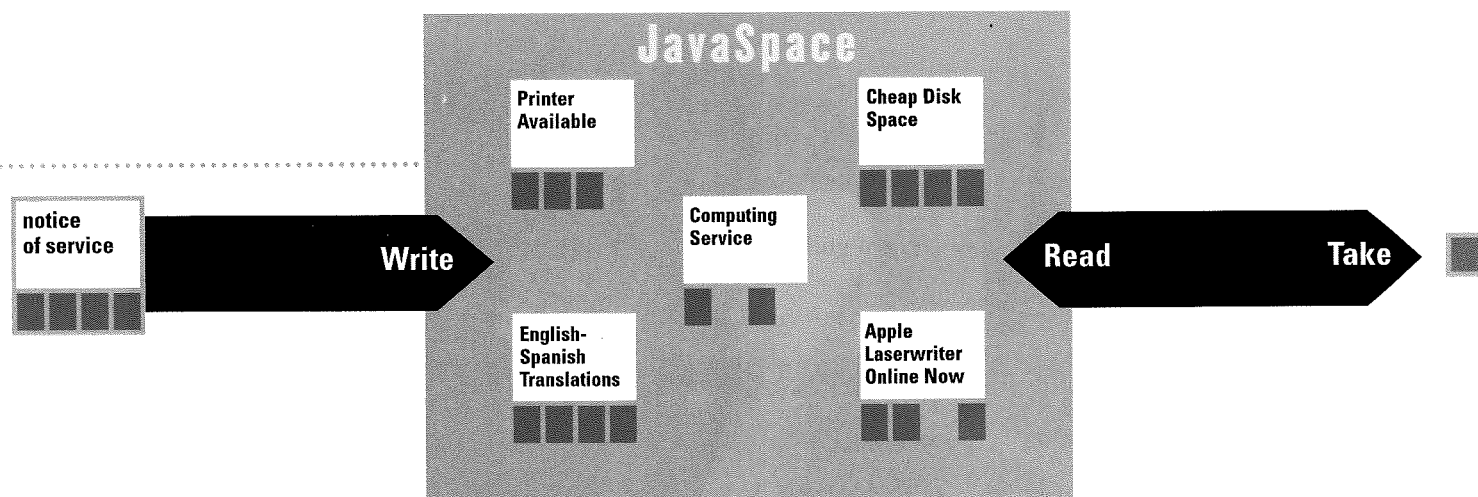 JavaSpace
notice
of service
Write
Printer
Available
Cheap Disk
Space
Computing
Service
English-
Spanish
Translations
Apple
Laserwriter
Online Now
Read
Take